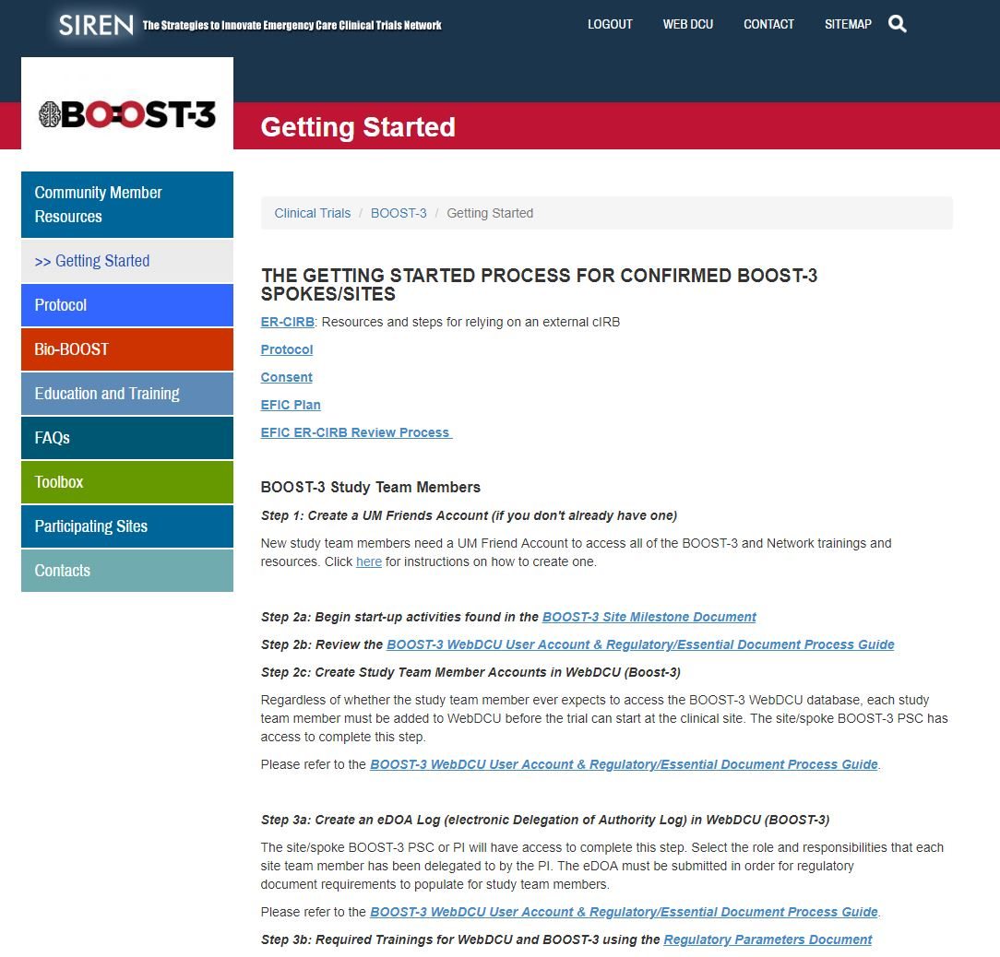 SIREN The Strategies to Innovate Emergency Care Clinical Trials Network
LOGOUT WEB DCU CONTACT SITEMAP
BOOST-3
Getting Started
Community Member
Resources
>> Getting Started
Protocol
Bio-BOOST
Education and Training
FAQs
Toolbox
Participating Sites
Contacts
Clinical Trials / BOOST-3 / Getting Started
THE GETTING STARTED PROCESS FOR CONFIRMED BOOST-3
SPOKES/SITES
ER-CIRB: Resources and steps for relying on an external cIRB
Protocol
Consent
EFIC Plan
EFIC ER-CIRB Review Process
BOOST-3 Study Team Members
Step 1: Create a UM Friends Account (if you don't already have one)
New study team members need a UM Friend Account to access all of the BOOST-3 and Network trainings and
resources. Click here for instructions on how to create one.
Step 2a: Begin start-up activities found in the BOOST-3 Site Milestone Document
Step 2b: Review the BOOST-3 WebDCU User Account & Regulatory/Essential Document Process Guide
Step 2c: Create Study Team Member Accounts in WebDCU (Boost-3)
Regardless of whether the study team member ever expects to access the BOOST-3 WebDCU database, each study
team member must be added to WebDCU before the trial can start at the clinical site. The site/spoke BOOST-3 PSC has
access to complete this step.
Please refer to the BOOST-3 WebDCU User Account & Regulatory/Essential Document Process Guide.
Step 3a: Create an eDOA Log (electronic Delegation of Authority Log) in WebDCU (BOOST-3)
The site/spoke BOOST-3 PSC or PI will have access to complete this step. Select the role and responsibilities that each
site team member has been delegated to by the PI. The eDOA must be submitted in order for regulatory
document requirements to populate for study team members.
Please refer to the BOOST-3 WebDCU User Account & Regulatory/Essential Document Process Guide.
Step 3b: Required Trainings for WebDCU and BOOST-3 using the Regulatory Parameters Document